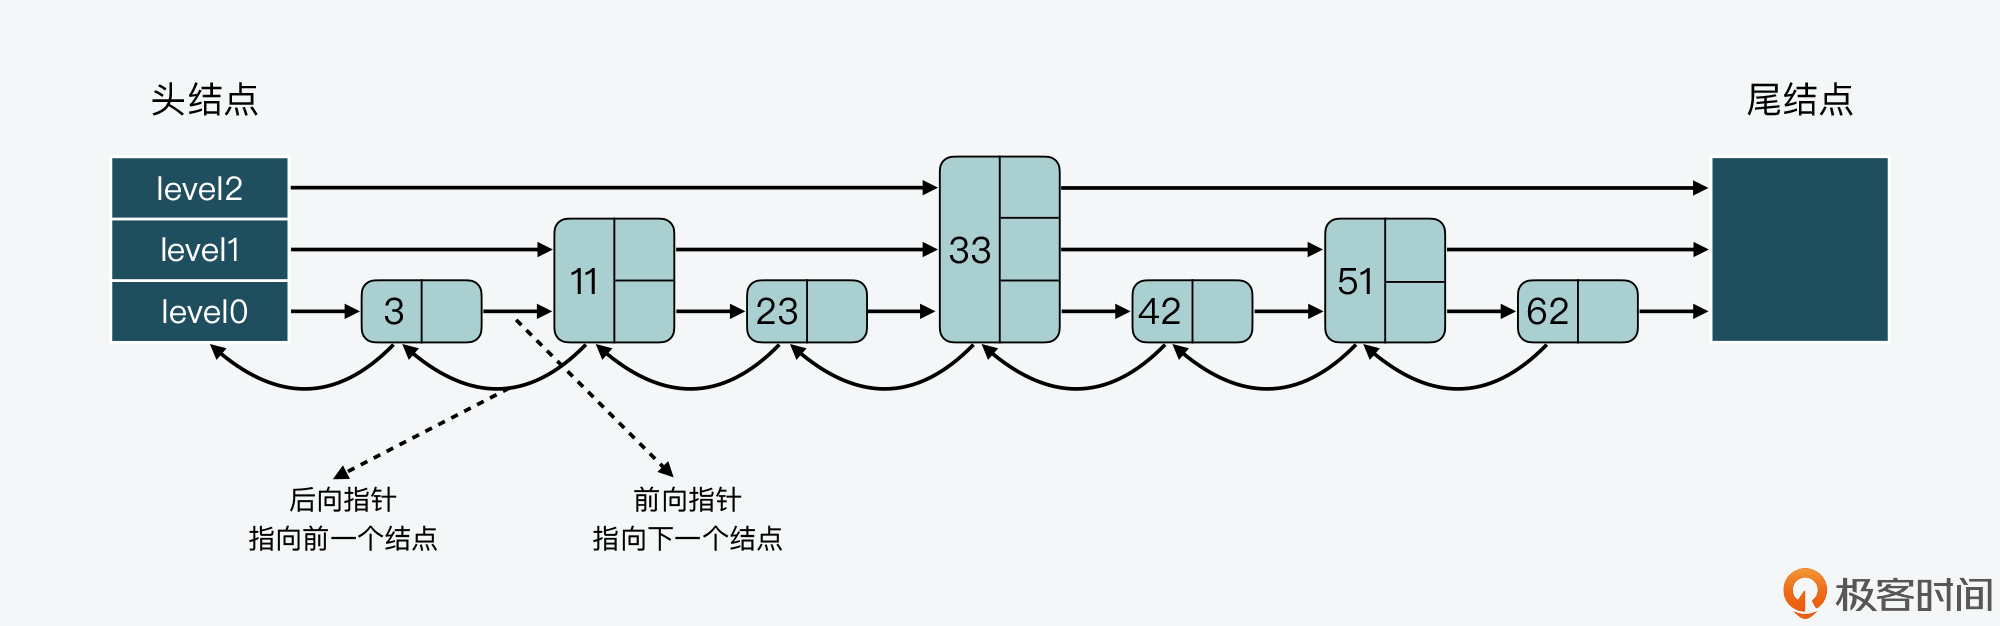 头结点
尾结点
level2
level1
level0
3
11
23
33
42
51
62
后向指针
指向前一个结点
前向指针
指向下一个结点
极客时间